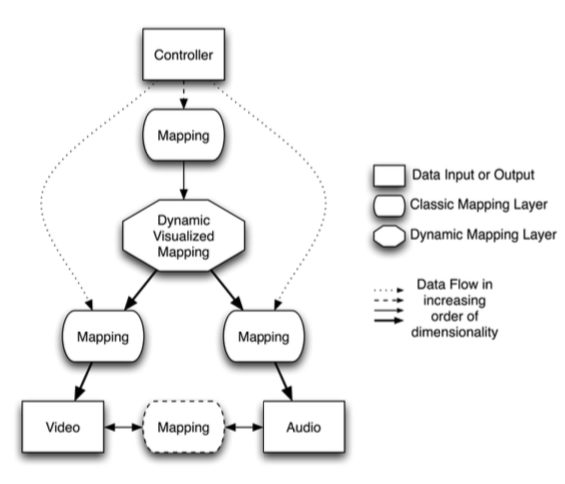 Controller
Mapping
Dynamic
Visualized
Mapping
Mapping
Mapping
Video
Mapping
Audio
Data Input or Output
Classic Mapping Layer
Dynamic Mapping Layer
Data Flow in
increasing
order of
dimensionality